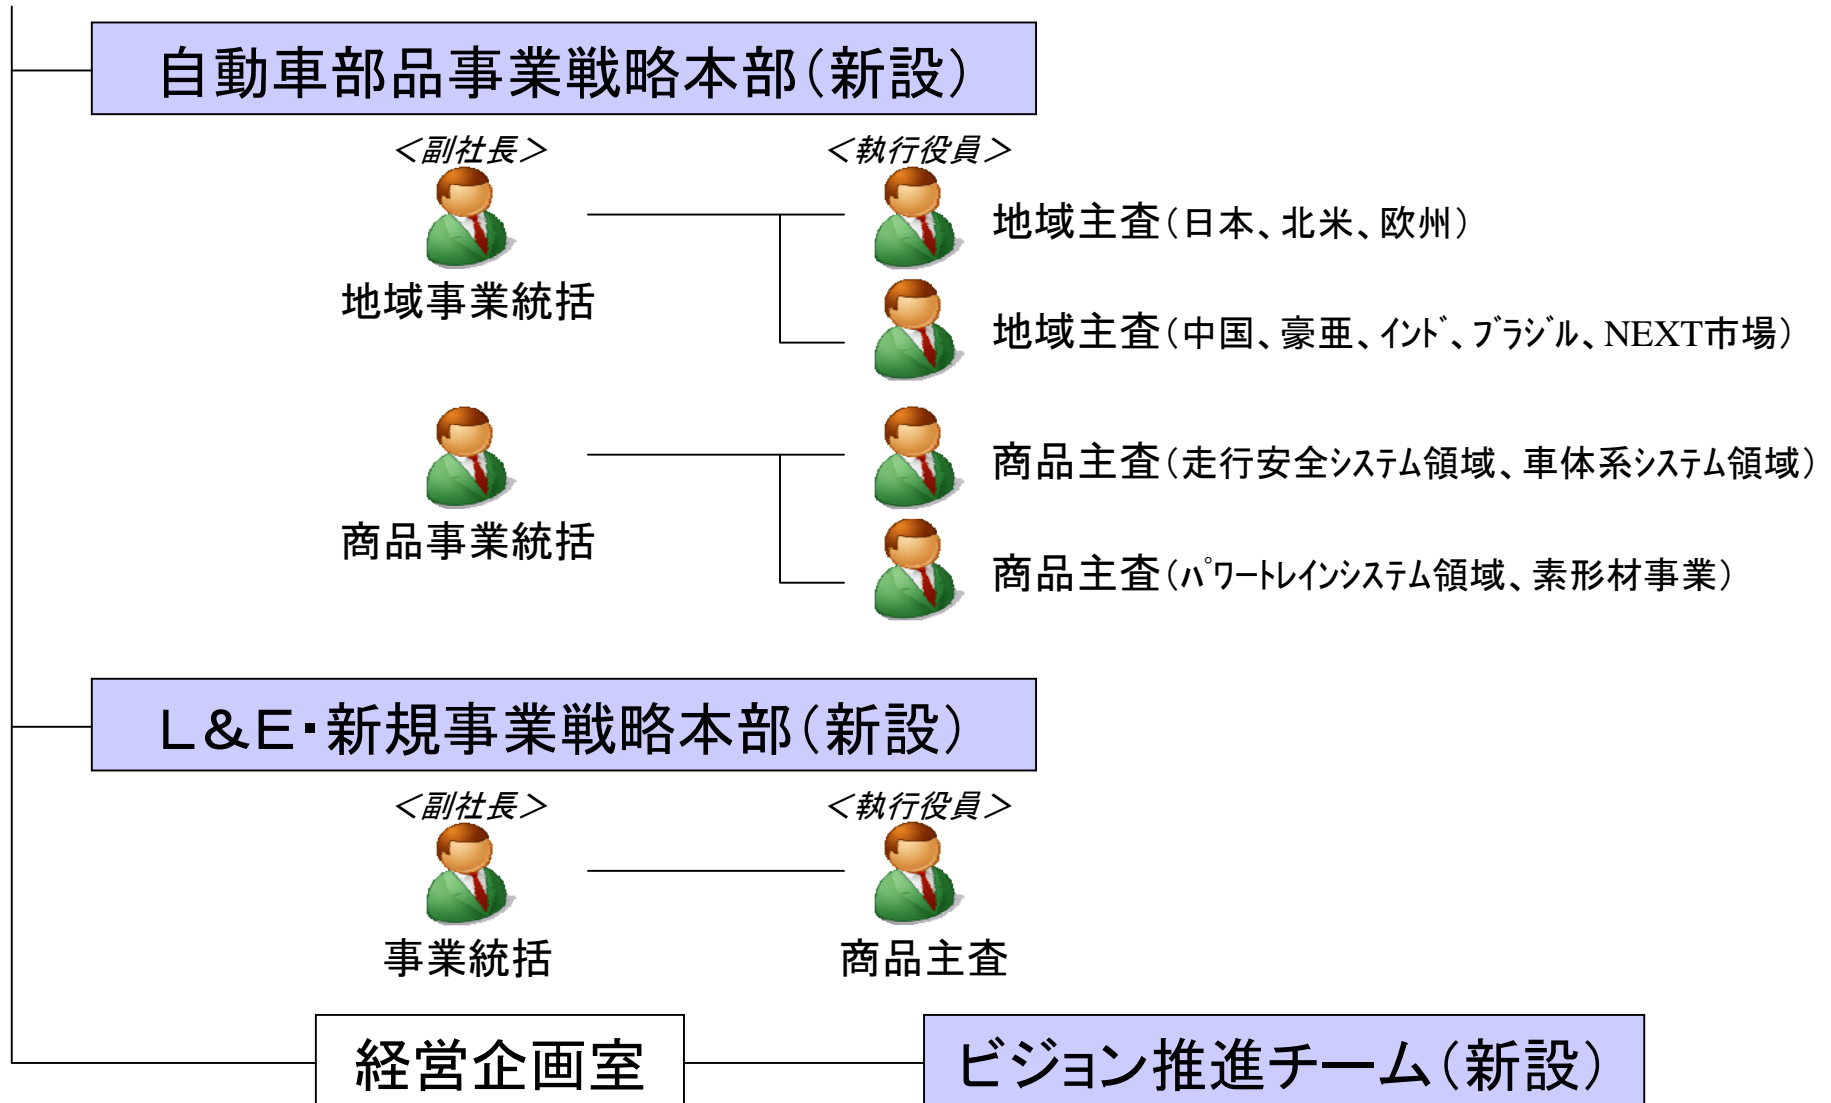 自動車部品事業戦略本部（新設）
＜副社長＞
＜執行役員＞
地域事業統括
地域主査（日本、北米、欧州）
地域主査（中国、豪亜、ｲﾝﾄﾞ、ﾌﾞﾗｼﾞﾙ、NEXT市場）
商品事業統括
商品主査（走行安全ｼｽﾃﾑ領域、車体系ｼｽﾃﾑ領域）
商品主査（ﾊﾟﾜｰﾄﾚｲﾝｼｽﾃﾑ領域、素形材事業）
Ｌ＆Ｅ･新規事業戦略本部（新設）
＜副社長＞
＜執行役員＞
事業統括
商品主査
経営企画室
ビジョン推進チーム（新設）